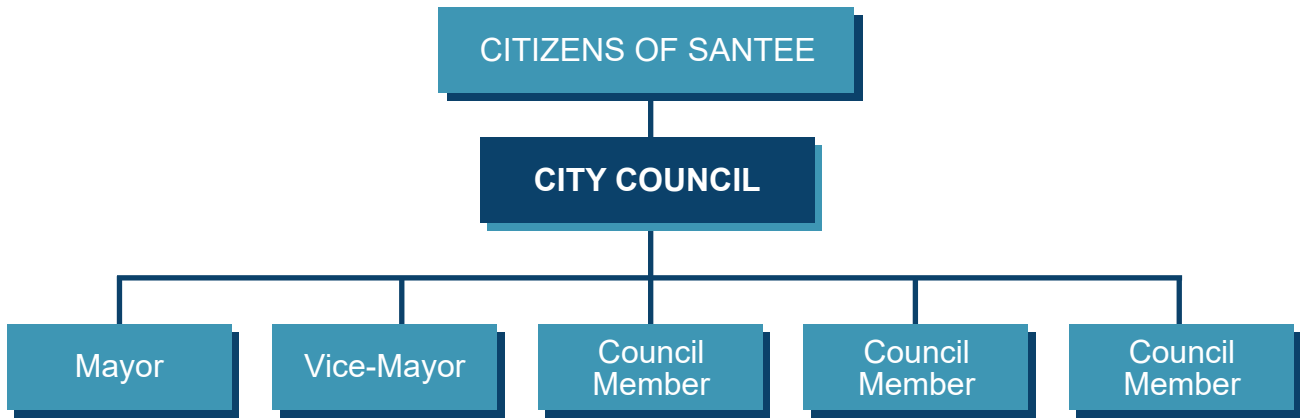 CITIZENS OF SANTEE
CITY COUNCIL
Mayor
Vice-Mayor
Council
Member
Council
Member
Council
Member